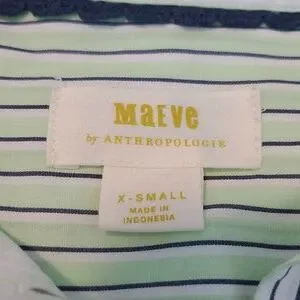 MaEve
by ANTHROPOLOGIE
X-SMALL
MADE IN
INDONESIA